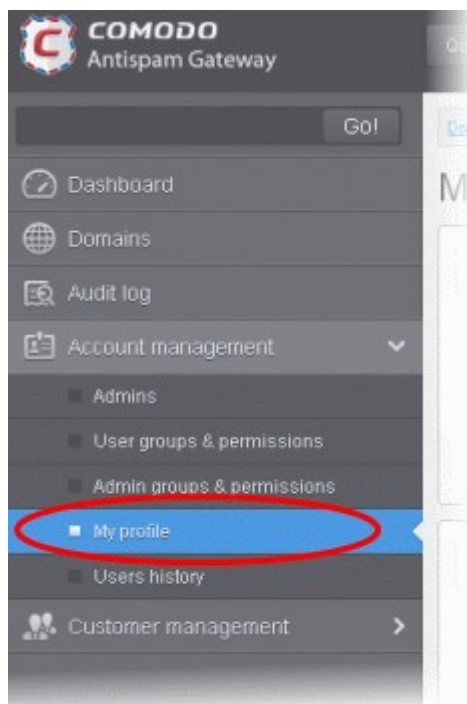 COMODO
Antispam Gateway
Go!
Dashboard
Domains
Audit log
Account management
Admins
User groups & permissions
Admin groups & permissions
My profile
Users history
Customer management